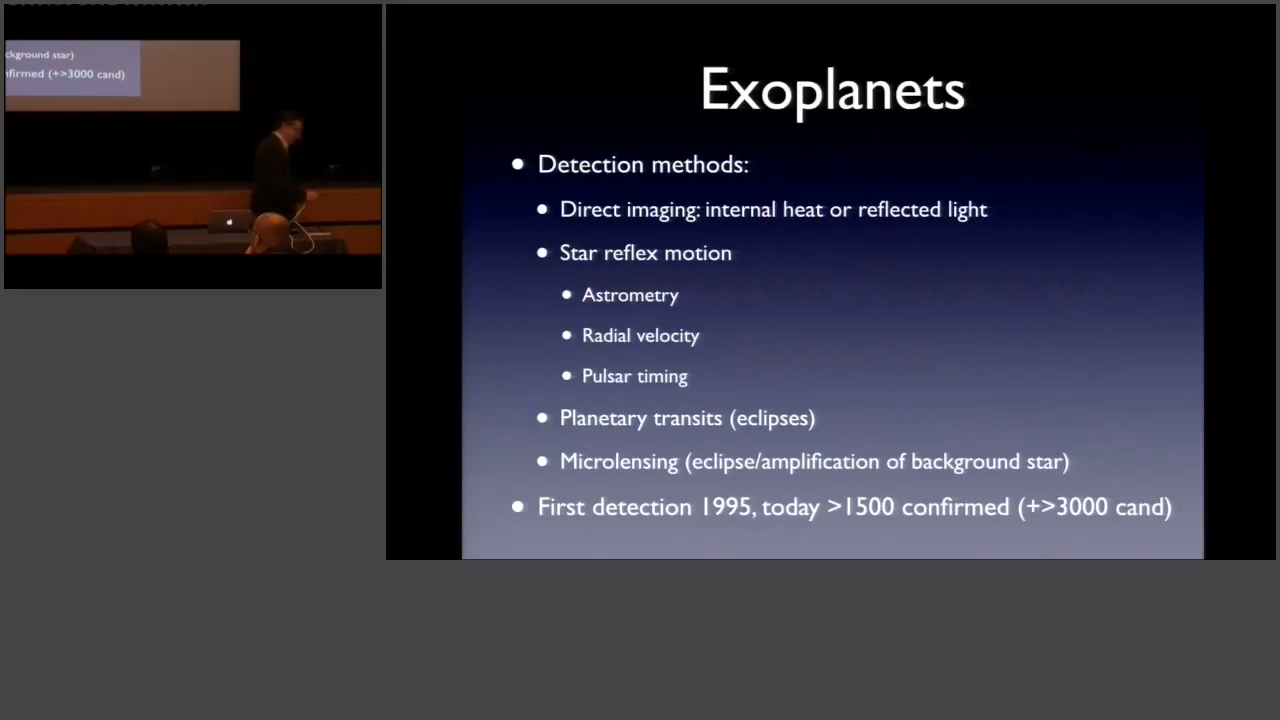 ckground star)
nfirmed (+>3000 cand)
Exoplanets
Detection methods:
Direct imaging: internal heat or reflected light
Star reflex motion
Astrometry
Radial velocity
Pulsar timing
Planetary transits (eclipses)
Microlensing (eclipse/amplification of background star)
First detection 1995, today >1500 confirmed (+>3000 cand)